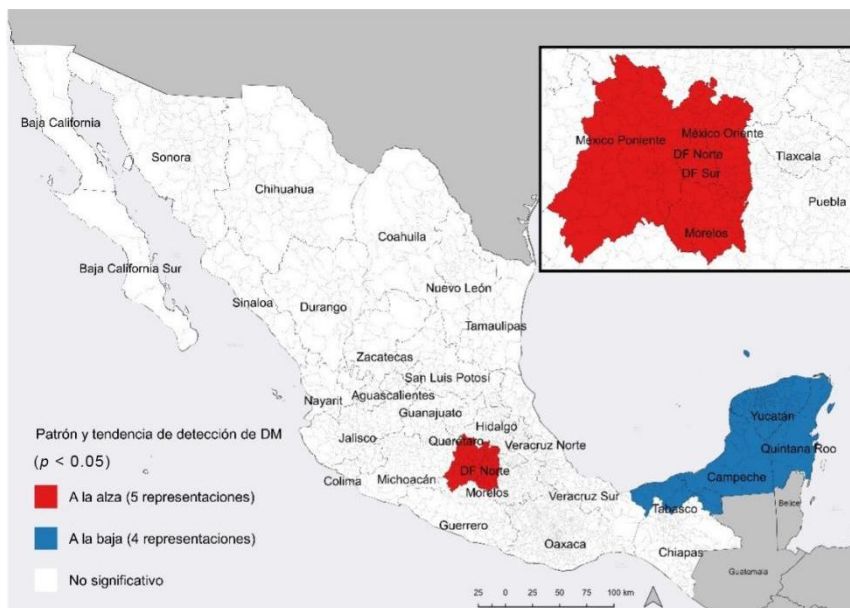 Baja California
Sonora
Chihuahua
Coahuila
Baja California Sur
Sinaloa
Durango
Nuevo León
Tamaulipas
Zacatecas
San Luis Potosí
Nayarit
Aguascalientes
Guanajuato
Hidalgo
Jalisco
Querétaro
Veracruz Norte
Colima
Michoacán
DF Norte
Morelos
Veracruz Sur
Guerrero
Oaxaca
Tabasco
Chiapas
Campeche
Yucatán
Quintana Roo
Belice
Guatemala
México Poniente
México Oriente
DF Norte
DF Sur
Morelos
Tlaxcala
Puebla
Patrón y tendencia de detección de DM
(p < 0.05)
A la alza (5 representaciones)
A la baja (4 representaciones)
No significativo
25 0 25 50 75 100 km